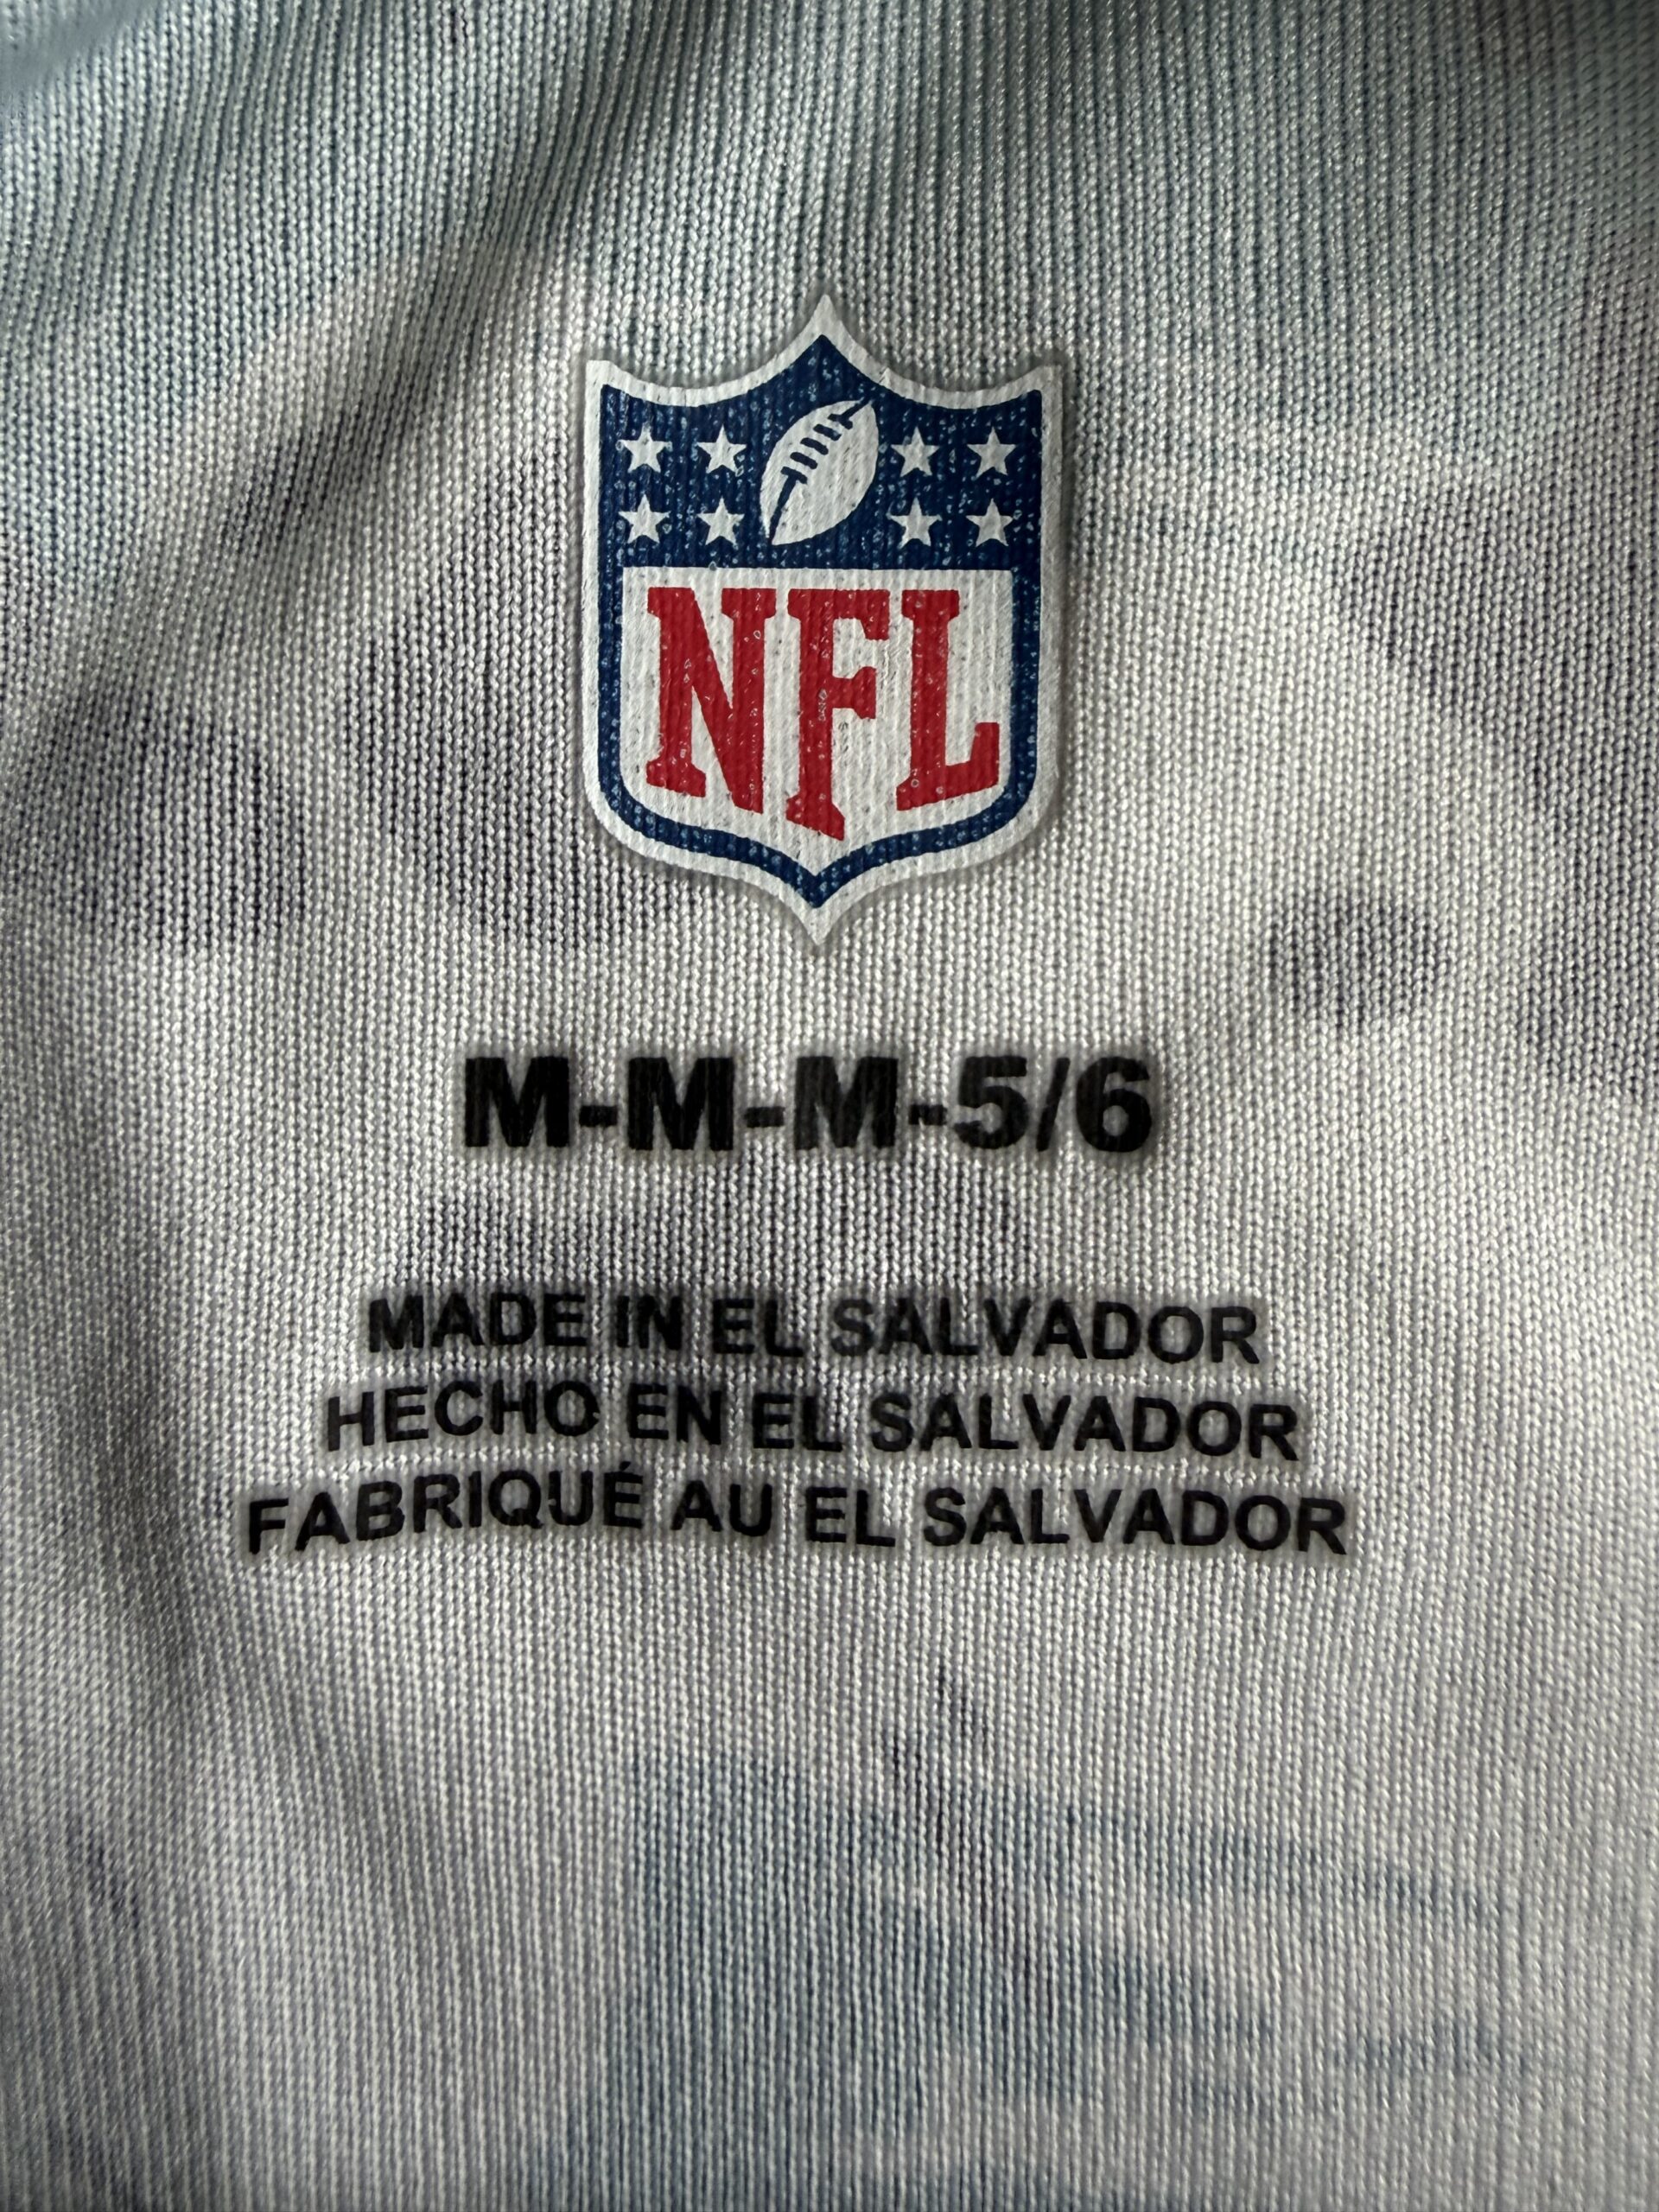 NFL
M-M-M-5/6
MADE IN EL SALVADOR
HECHO EN EL SALVADOR
FABRIQUÉ AU EL SALVADOR